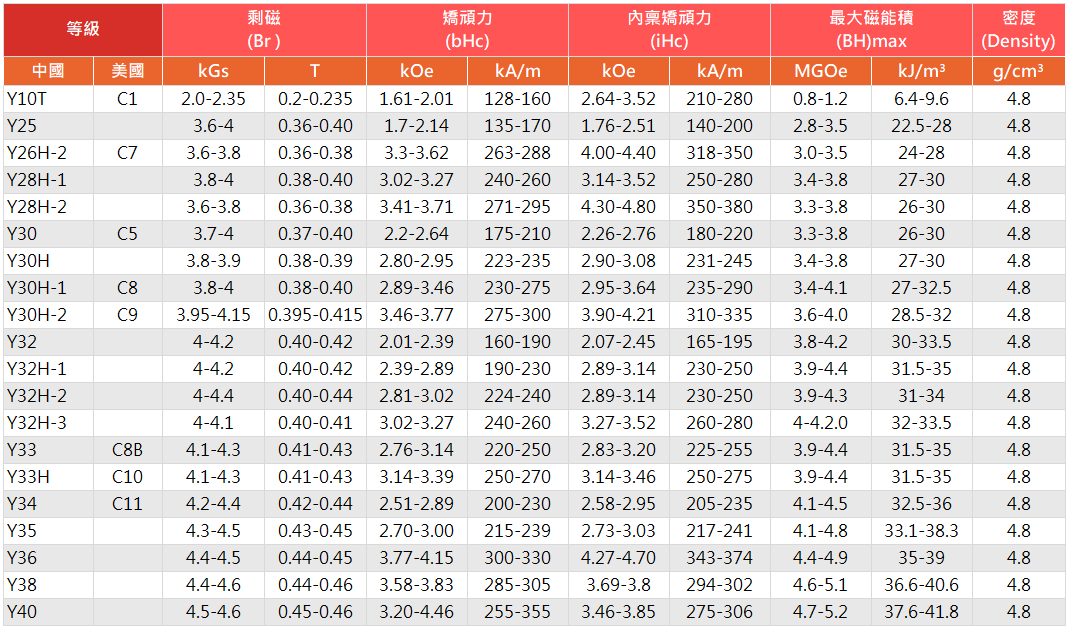 等級 剩磁 矯頑力 內禀矯頑力 最大磁能積 密度
(Br ) (bHc) (iHc) (BH)max (Density)
中國 美國 kGs T kOe kA/m kOe kA/m MGOe kJ/m³ g/cm³
Y10T C1 2.0-2.35 0.2-0.235 1.61-2.01 128-160 2.64-3.52 210-280 0.8-1.2 6.4-9.6 4.8
Y25 3.6-4 0.36-0.40 1.7-2.14 135-170 1.76-2.51 140-200 2.8-3.5 22.5-28 4.8
Y26H-2 C7 3.6-3.8 0.36-0.38 3.3-3.62 263-288 4.00-4.40 318-350 3.0-3.5 24-28 4.8
Y28H-1 3.8-4 0.38-0.40 3.02-3.27 240-260 3.14-3.52 250-280 3.4-3.8 27-30 4.8
Y28H-2 3.6-3.8 0.36-0.38 3.41-3.71 271-295 4.30-4.80 350-380 3.3-3.8 26-30 4.8
Y30 C5 3.7-4 0.37-0.40 2.2-2.64 175-210 2.26-2.76 180-220 3.3-3.8 26-30 4.8
Y30H 3.8-3.9 0.38-0.39 2.80-2.95 223-235 2.90-3.08 231-245 3.4-3.8 27-30 4.8
Y30H-1 C8 3.8-4 0.38-0.40 2.89-3.46 230-275 2.95-3.64 235-290 3.4-4.1 27-32.5 4.8
Y30H-2 C9 3.95-4.15 0.395-0.415 3.46-3.77 275-300 3.90-4.21 310-335 3.6-4.0 28.5-32 4.8
Y32 4-4.2 0.40-0.42 2.01-2.39 160-190 2.07-2.45 165-195 3.8-4.2 30-33.5 4.8
Y32H-1 4-4.2 0.40-0.42 2.39-2.89 190-230 2.89-3.14 230-250 3.9-4.4 31.5-35 4.8
Y32H-2 4-4.4 0.40-0.44 2.81-3.02 224-240 2.89-3.14 230-250 3.9-4.3 31-34 4.8
Y32H-3 4-4.1 0.40-0.41 3.02-3.27 240-260 3.27-3.52 260-280 4-4.2.0 32-33.5 4.8
Y33 C8B 4.1-4.3 0.41-0.43 2.76-3.14 220-250 2.83-3.20 225-255 3.9-4.4 31.5-35 4.8
Y33H C10 4.1-4.3 0.41-0.43 3.14-3.39 250-270 3.14-3.46 250-275 3.9-4.4 31.5-35 4.8
Y34 C11 4.2-4.4 0.42-0.44 2.51-2.89 200-230 2.58-2.95 205-235 4.1-4.5 32.5-36 4.8
Y35 4.3-4.5 0.43-0.45 2.70-3.00 215-239 2.73-3.03 217-241 4.1-4.8 33.1-38.3 4.8
Y36 4.4-4.5 0.44-0.45 3.77-4.15 300-330 4.27-4.70 343-374 4.4-4.9 35-39 4.8
Y38 4.4-4.6 0.44-0.46 3.58-3.83 285-305 3.69-3.8 294-302 4.6-5.1 36.6-40.6 4.8
Y40 4.5-4.6 0.45-0.46 3.20-4.46 255-355 3.46-3.85 275-306 4.7-5.2 37.6-41.8 4.8